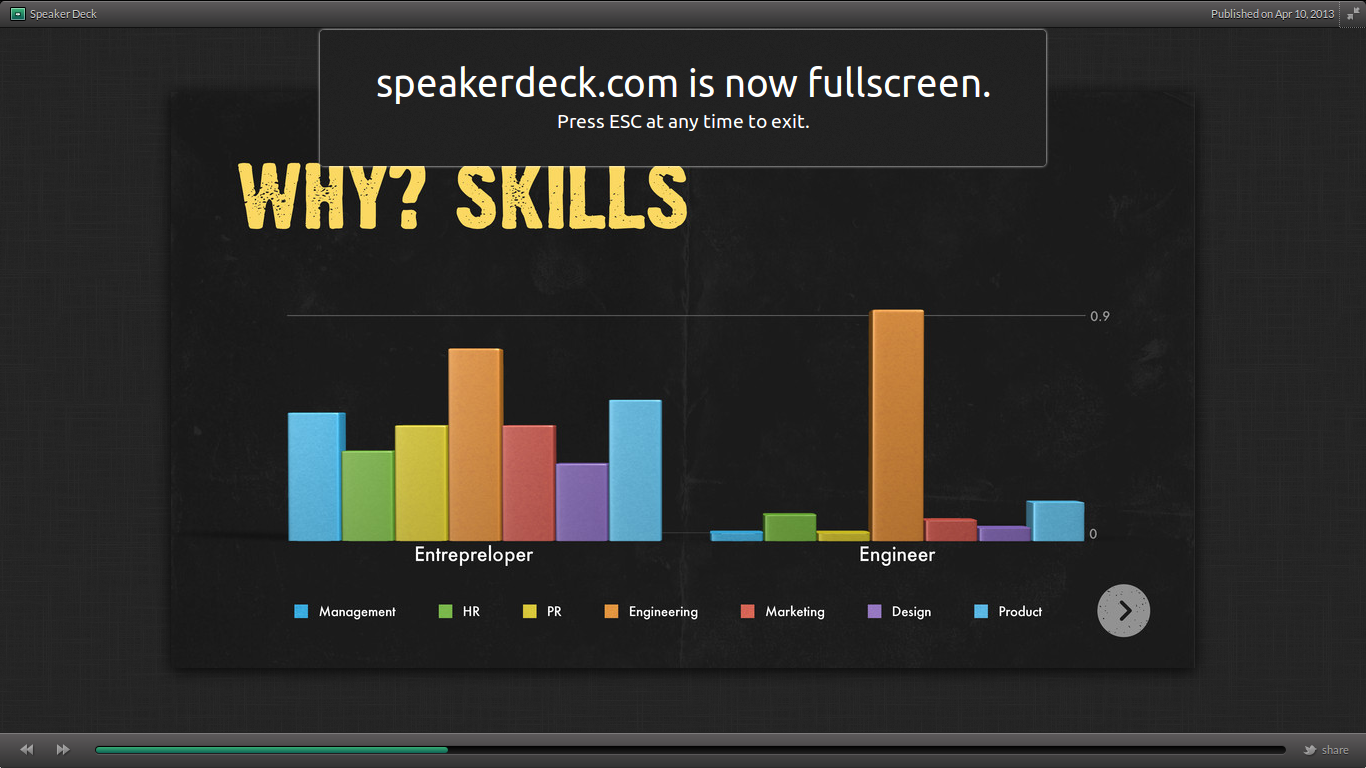 Speaker Deck
Published on Apr 10, 2013
speakerdeck.com is now fullscreen.
Press ESC at any time to exit.
WHY? SKILLS
0.9
0
Entrepreloper
Engineer
Management
HR
PR
Engineering
Marketing
Design
Product
share